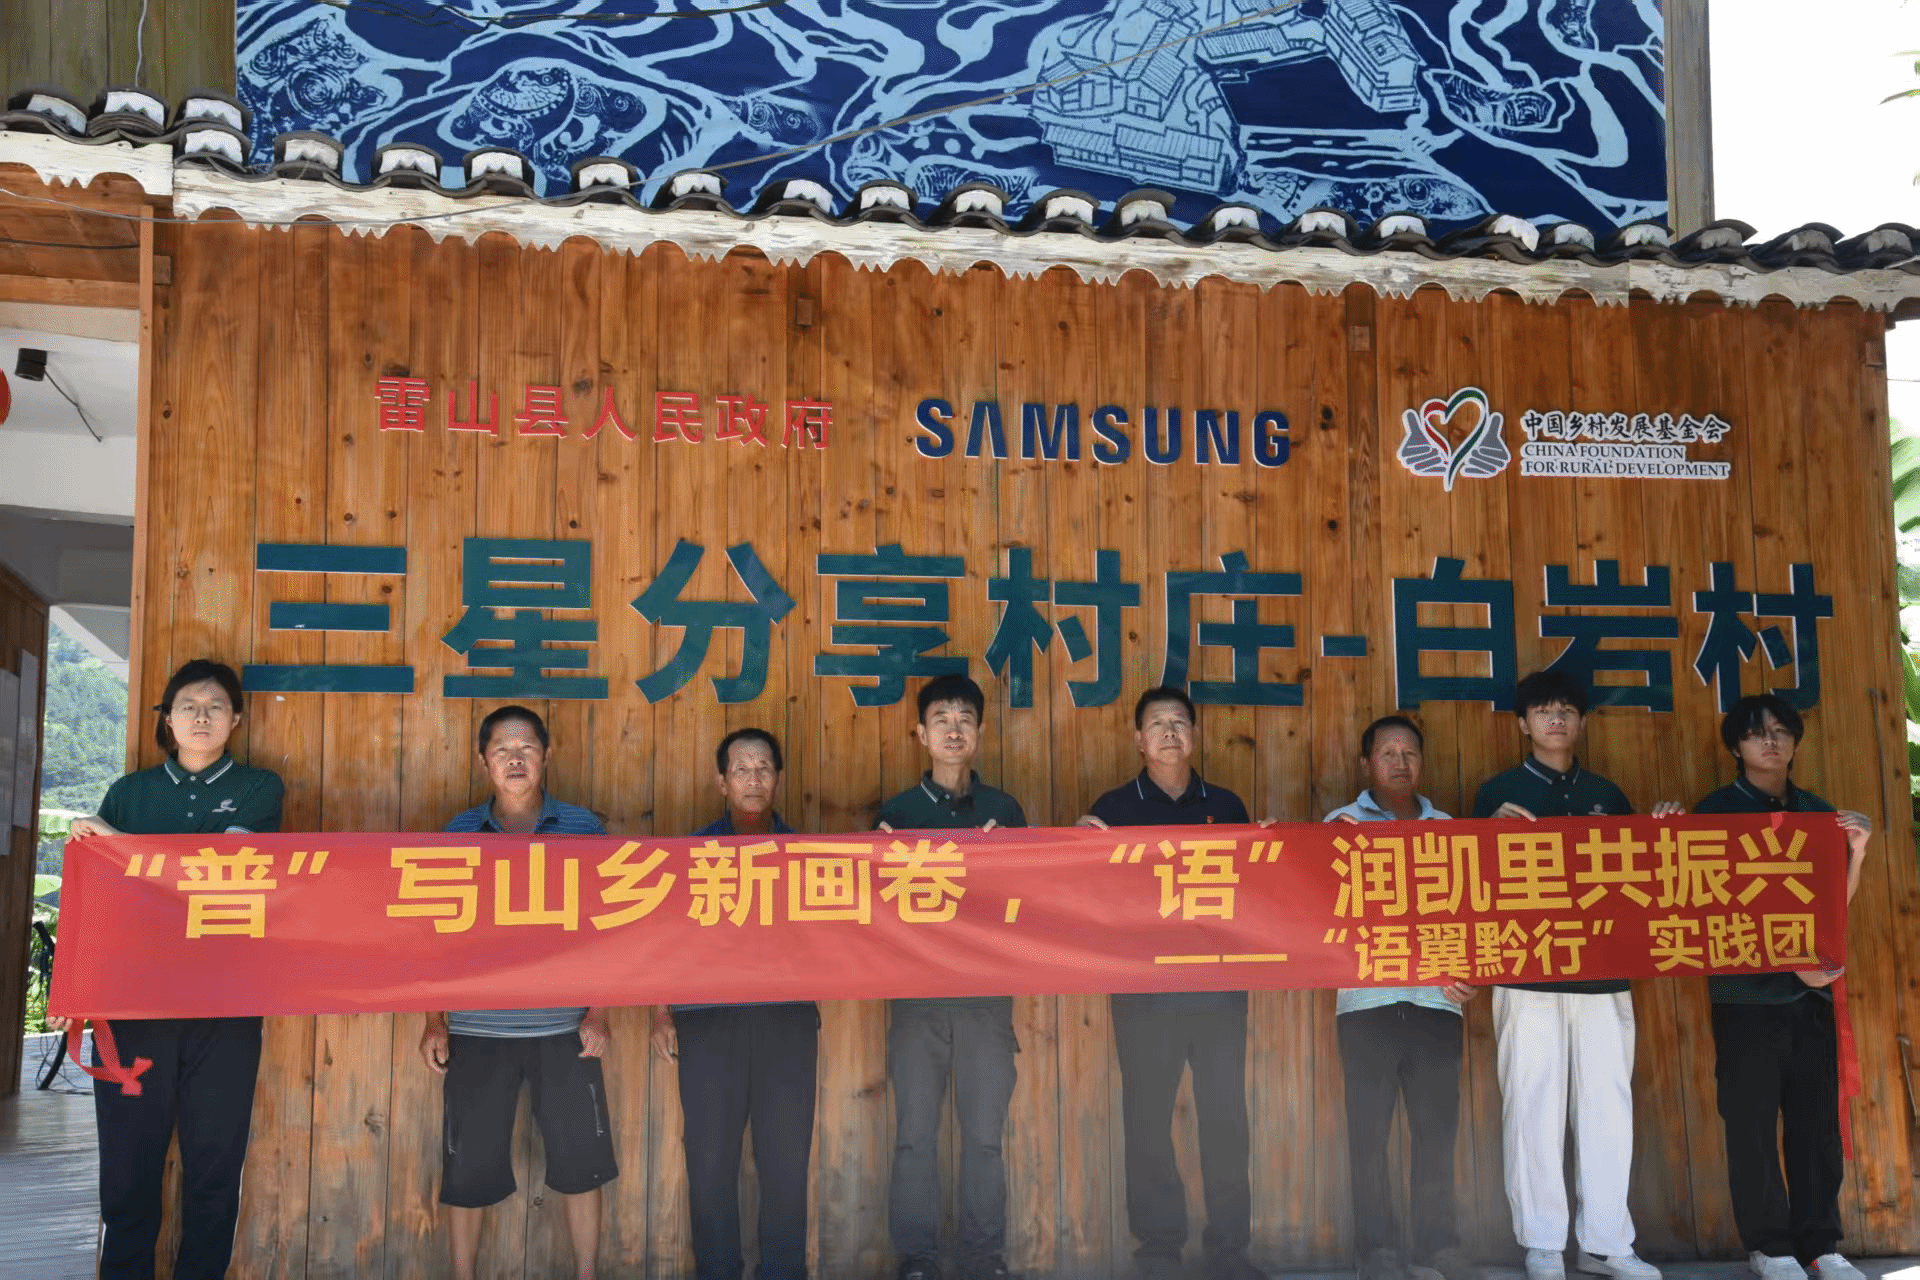 雷山县人民政府
SAMSUNG
中国乡村发展基金会
CHINA FOUNDATION
FOR RURAL DEVELOPMENT
三星分享村庄-白岩村
“普”写山乡新画卷，“语”润凯里共振兴
——“语翼黔行”实践团